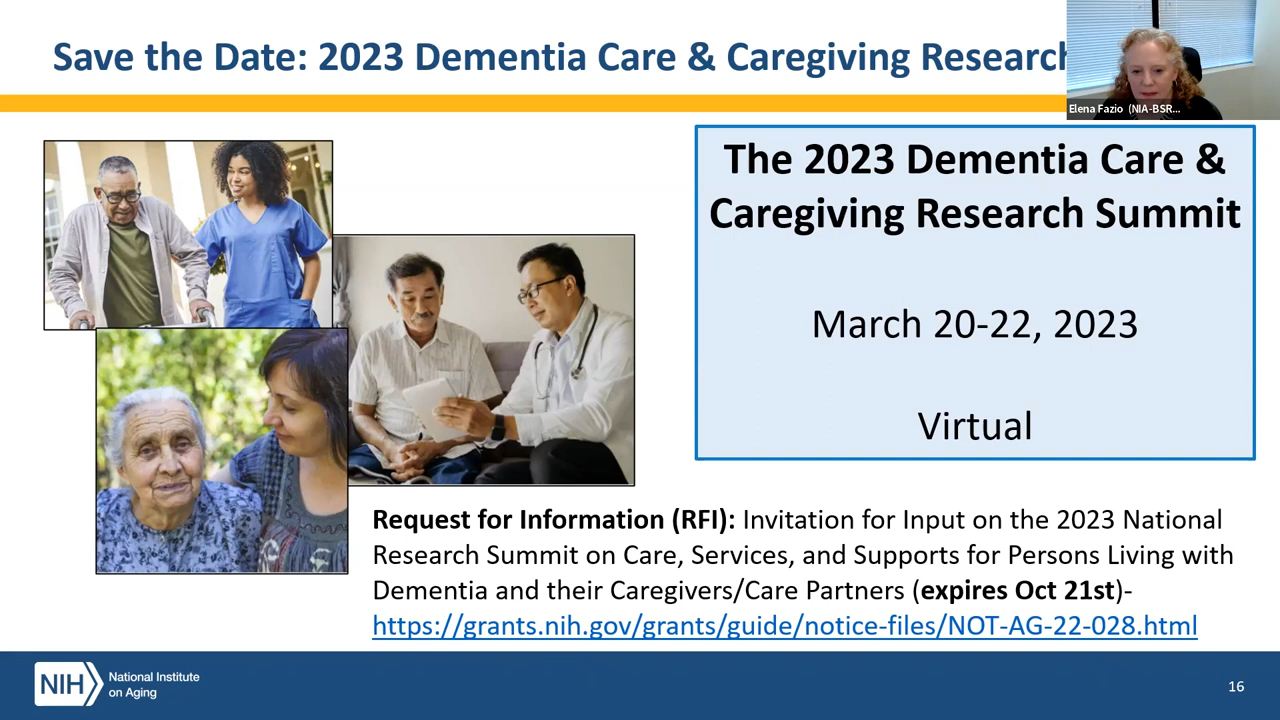 Save the Date: 2023 Dementia Care & Caregiving Research
Elena Fazio (NIA-BSR...
The 2023 Dementia Care &
Caregiving Research Summit
March 20-22, 2023
Virtual
Request for Information (RFI): Invitation for Input on the 2023 National
Research Summit on Care, Services, and Supports for Persons Living with
Dementia and their Caregivers/Care Partners (expires Oct 21st)-
https://grants.nih.gov/grants/guide/notice-files/NOT-AG-22-028.html
NIH
National Institute
on Aging
16